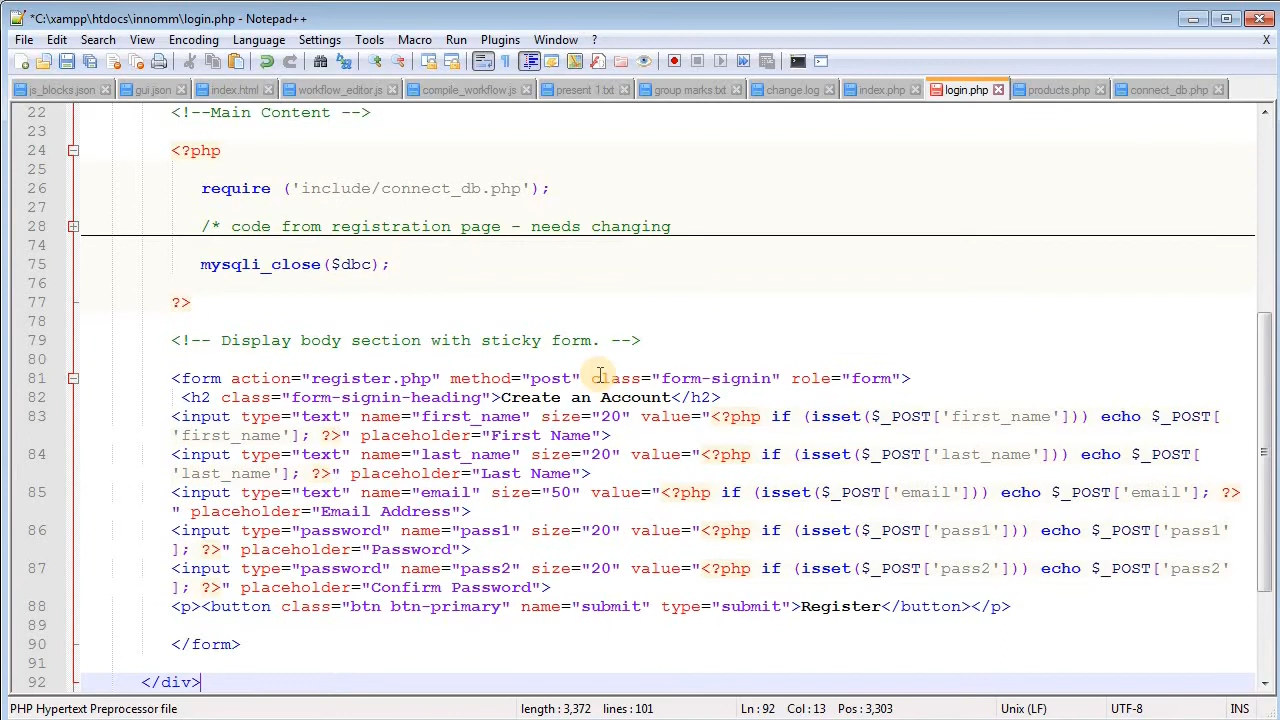 *C:\xampp\htdocs\innomm\login.php - Notepad++
File Edit Search View Encoding Language Settings Tools Macro Run Plugins Window ? X
js_blocks.json gui.json index.html workflow_editor.js compile_workflow.js present 1 txt group marks.txt change.log index.php login.php products.php connect_db.php
22 <!--Main Content -->
23
24 <?php
25
26 require ('include/connect_db.php');
27
28 /* code from registration page - needs changing
74
75 mysqli_close($dbc);
76
77 ?>
78
79 <!-- Display body section with sticky form. -->
80
81 <form action="register.php" method="post" class="form-signin" role="form">
82 <h2 class="form-signin-heading">Create an Account</h2>
83 <input type="text" name="first_name" size="20" value="<?php if (isset($_POST['first_name'])) echo $_POST[
'first_name']; ?>" placeholder="First Name">
84 <input type="text" name="last_name" size="20" value="<?php if (isset($_POST['last_name'])) echo $_POST[
'last_name']; ?>" placeholder="Last Name">
85 <input type="text" name="email" size="50" value="<?php if (isset($_POST['email'])) echo $_POST['email']; ?>
" placeholder="Email Address">
86 <input type="password" name="pass1" size="20" value="<?php if (isset($_POST['pass1'])) echo $_POST['pass1'
]; ?>" placeholder="Password">
87 <input type="password" name="pass2" size="20" value="<?php if (isset($_POST['pass2'])) echo $_POST['pass2'
]; ?>" placeholder="Confirm Password">
88 <p><button class="btn btn-primary" name="submit" type="submit">Register</button></p>
89
90 </form>
91
92 </div>
PHP Hypertext Preprocessor file length : 3,372 lines : 101 Ln : 92 Col : 13 Pos : 3,303 Unix (LF) UTF-8 INS